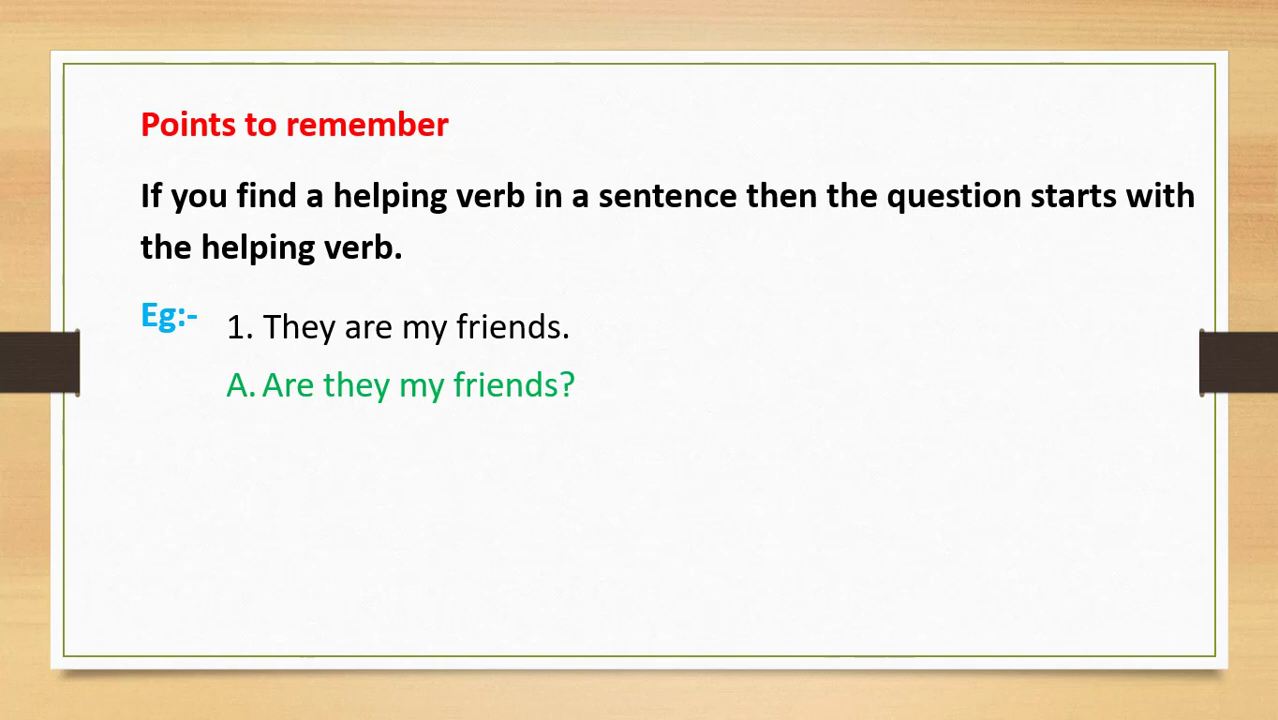 Points to remember
If you find a helping verb in a sentence then the question starts with
the helping verb.
Eg:- 1. They are my friends.
A. Are they my friends?